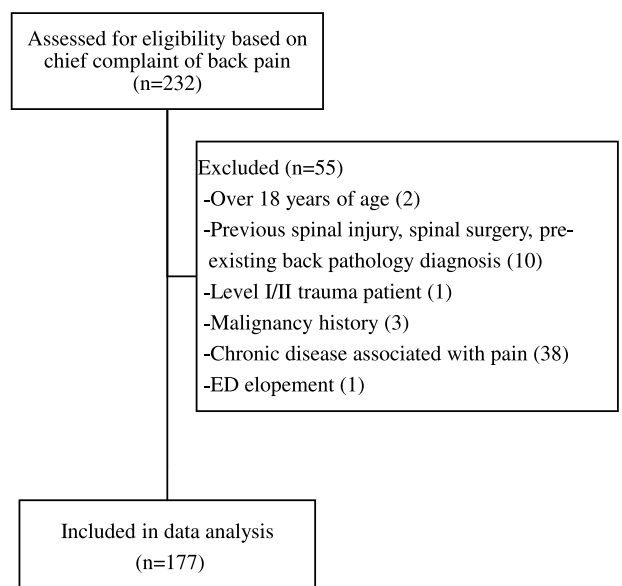 Assessed for eligibility based on
chief complaint of back pain
(n=232)
Excluded (n=55)
-Over 18 years of age (2)
-Previous spinal injury, spinal surgery, pre-
existing back pathology diagnosis (10)
-Level I/II trauma patient (1)
-Malignancy history (3)
-Chronic disease associated with pain (38)
-ED elopement (1)
Included in data analysis
(n=177)